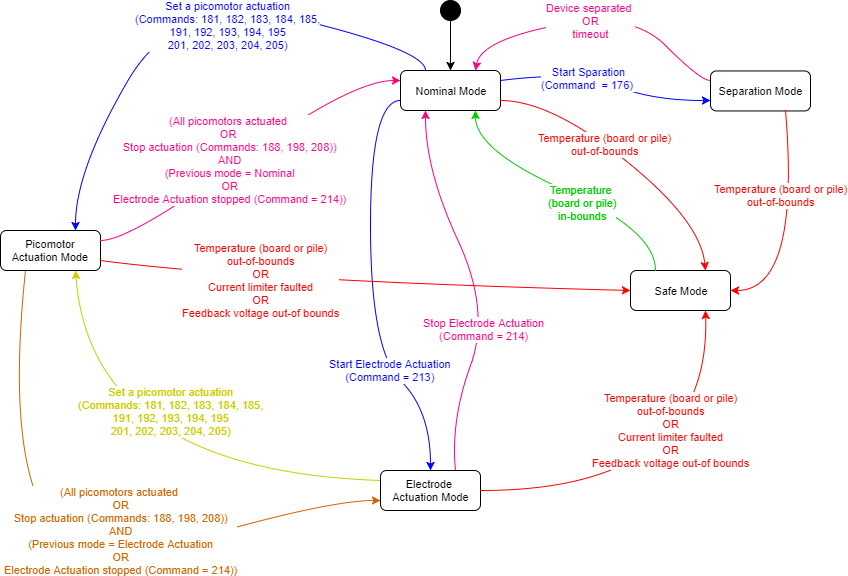 Set a picomotor actuation
(Commands: 181, 182, 183, 184, 185,
191, 192, 193, 194, 195
201, 202, 203, 204, 205)
Device separated
OR
timeout
Nominal Mode
Start Sparation
(Command  = 176)
Separation Mode
(All picomotors actuated
OR
Stop actuation (Commands: 188, 198, 208))
AND
(Previous mode = Nominal
OR
Electrode Actuation stopped (Command = 214))
Temperature (board or pile)
out-of-bounds
Temperature
(board or pile)
in-bounds
Temperature (board or pile)
out-of-bounds
Picomotor
Actuation Mode
Temperature (board or pile)
out-of-bounds
OR
Current limiter faulted
OR
Feedback voltage out of bounds
Safe Mode
Stop Electrode Actuation
(Command = 214)
Start Electrode Actuation
(Command = 213)
Set a picomotor actuation
(Commands: 181, 182, 183, 184, 185,
191, 192, 193, 194, 195
201, 202, 203, 204, 205)
Temperature (board or pile)
out-of-bounds
OR
Current limiter faulted
OR
Feedback voltage out of bounds
Electrode
Actuation Mode
(All picomotors actuated
OR
Stop actuation (Commands: 188, 198, 208))
AND
(Previous mode = Electrode Actuation
OR
Electrode Actuation stopped (Command = 214))